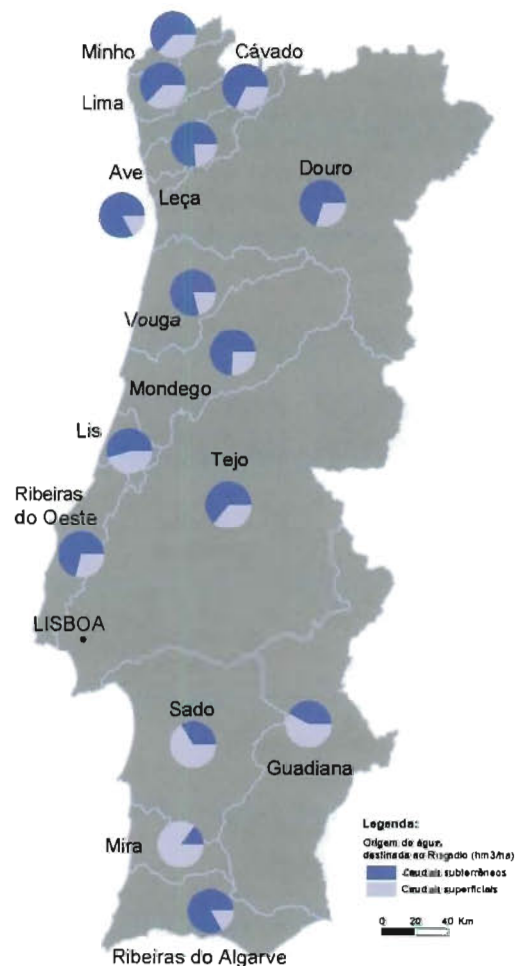 Minho
Cávado
Lima
Ave
Leça
Douro
Vouga
Mondego
Lis
Tejo
Ribeiras
do Oeste
LISBOA
Sado
Guadiana
Mira
Ribeiras do Algarve
Legenda:
Origem de água,
destinada ao Regadio (hm3/ha)
Caudais subterrâneos
Caudais superficiais
0 20 40 Km